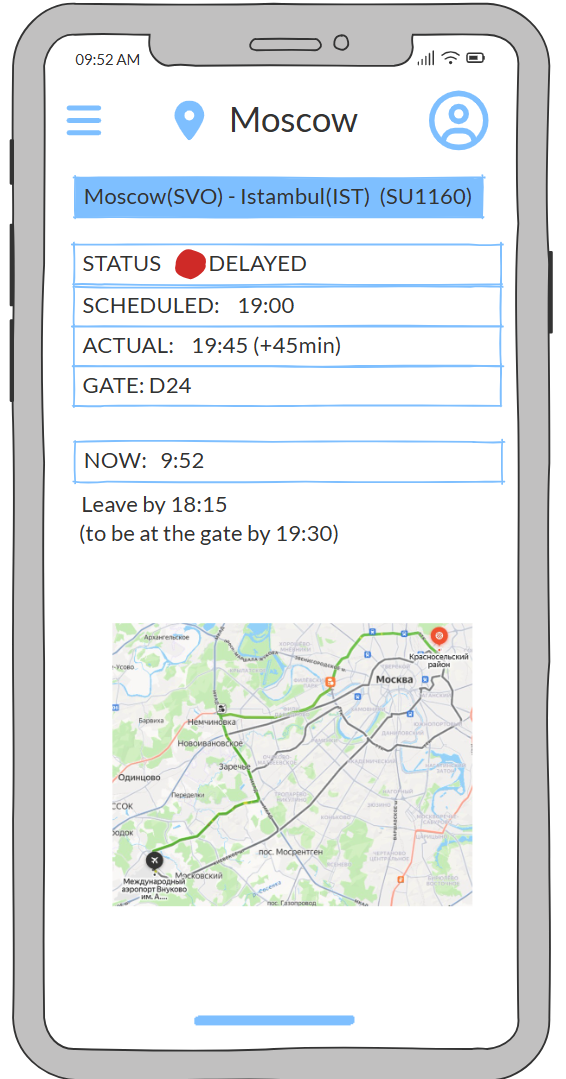 09:52 AM
Moscow
Moscow(SVO) - Istambul(IST) (SU1160)
STATUS DELAYED
SCHEDULED: 19:00
ACTUAL: 19:45 (+45min)
GATE: D24
NOW: 9:52
Leave by 18:15
(to be at the gate by 19:30)
Архангельское
Красносельский
район
Москва
Барвиха
Немчиновка
Новоивановское
Заречье
Одинцово
Переделки
пос. Мосрентген
Московский
Международный
аэропорт Внуково
им. А....
пос. Газопровод